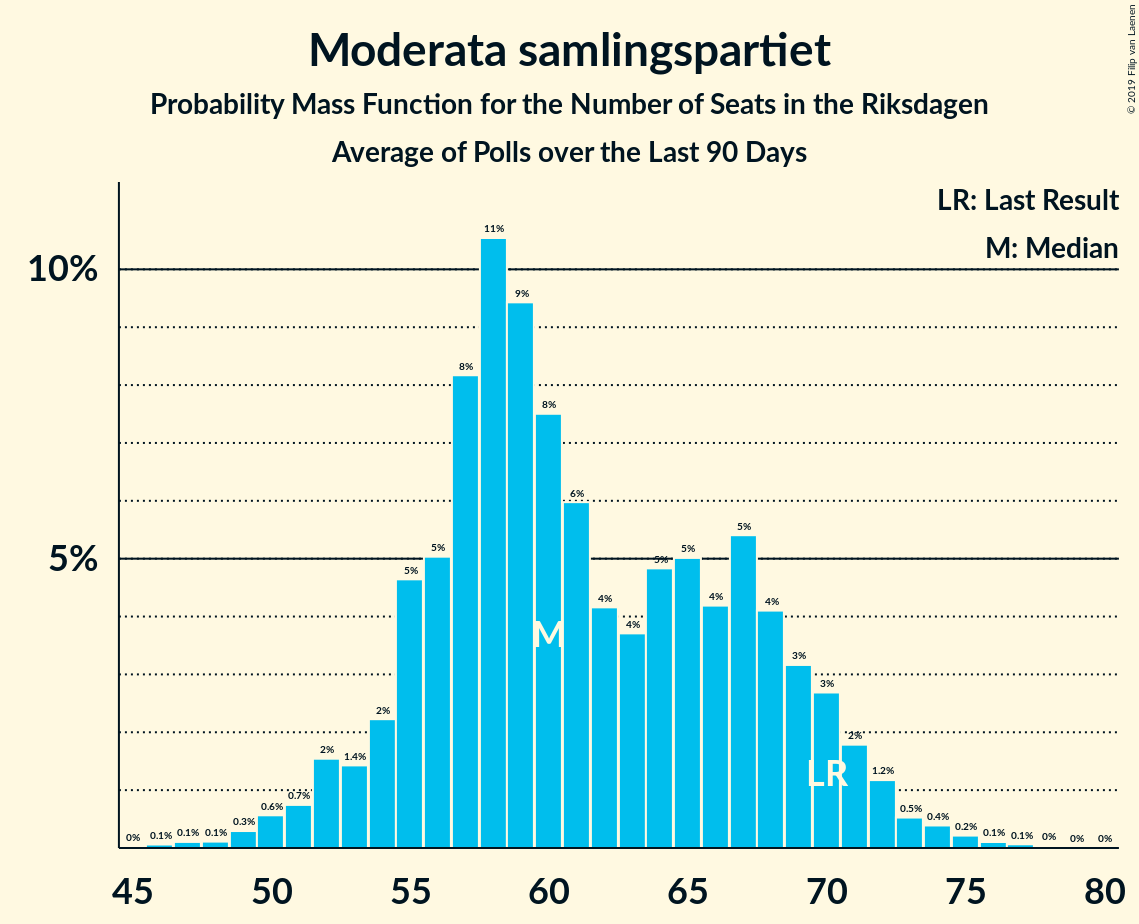 Moderata samlingspartiet
Probability Mass Function for the Number of Seats in the Riksdagen
Average of Polls over the Last 90 Days
© 2019 Filip van Laenen
LR: Last Result
M: Median
10%
5%
0% 0.1% 0.1% 0.1% 0.3% 0.6% 0.7% 2% 1.4% 2% 5% 5% 8% 11% 9% 8% 6% 4% 4% 5% 5% 4% 5% 4% 3% 3% 2% 1.2% 0.5% 0.4% 0.2% 0.1% 0.1% 0% 0% 0%
M
LR
45 50 55 60 65 70 75 80